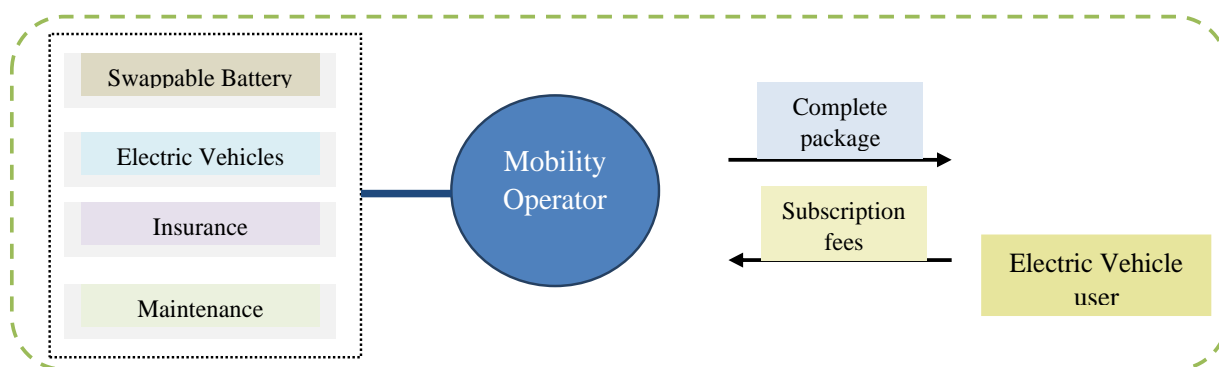 Swappable Battery
Electric Vehicles
Insurance
Maintenance
Mobility
Operator
Complete
package
Subscription
fees
Electric Vehicle
user